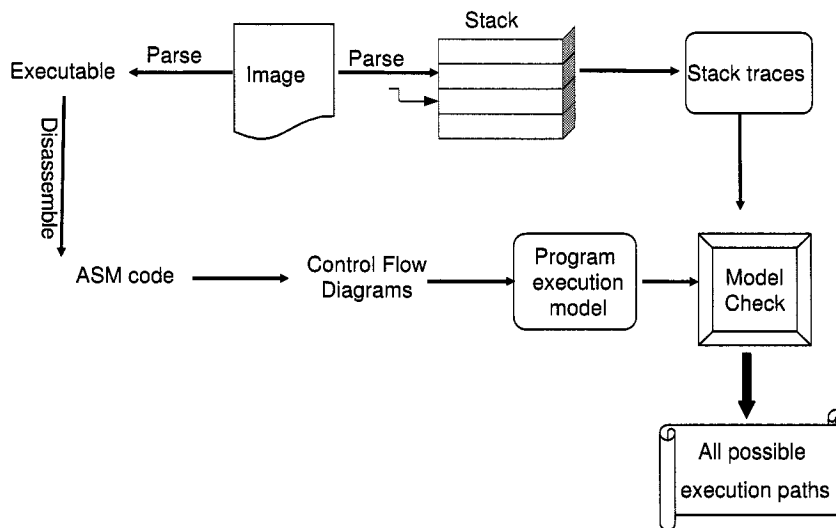 Stack
Parse
Parse
Executable
Image
Stack traces
Disassemble
ASM code
Control Flow
Diagrams
Program
execution
model
Model
Check
All possible
execution paths